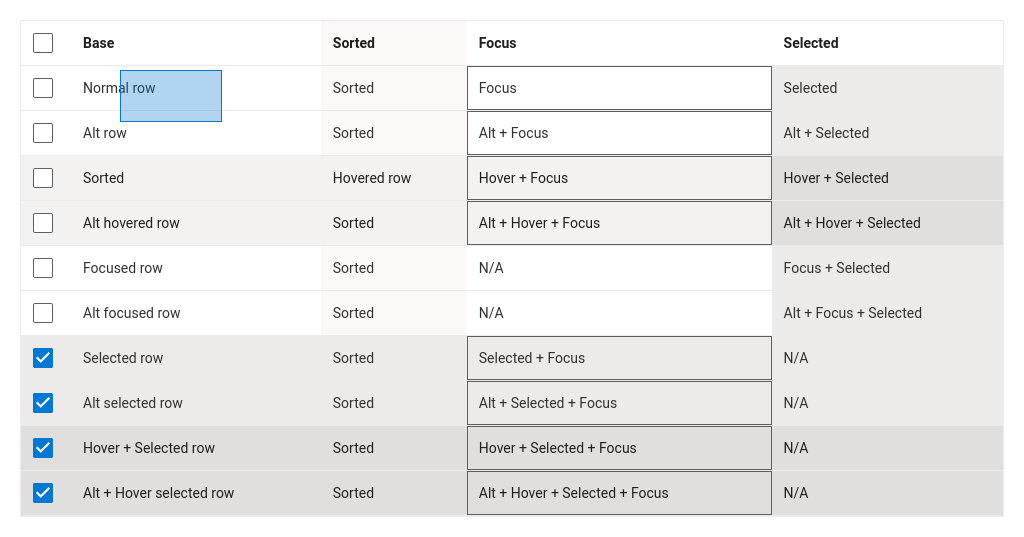 Base Sorted Focus Selected
Normal row Sorted Focus Selected
Alt row Sorted Alt + Focus Alt + Selected
Sorted Hovered row Hover + Focus Hover + Selected
Alt hovered row Sorted Alt + Hover + Focus Alt + Hover + Selected
Focused row Sorted N/A Focus + Selected
Alt focused row Sorted N/A Alt + Focus + Selected
Selected row Sorted Selected + Focus N/A
Alt selected row Sorted Alt + Selected + Focus N/A
Hover + Selected row Sorted Hover + Selected + Focus N/A
Alt + Hover selected row Sorted Alt + Hover + Selected + Focus N/A